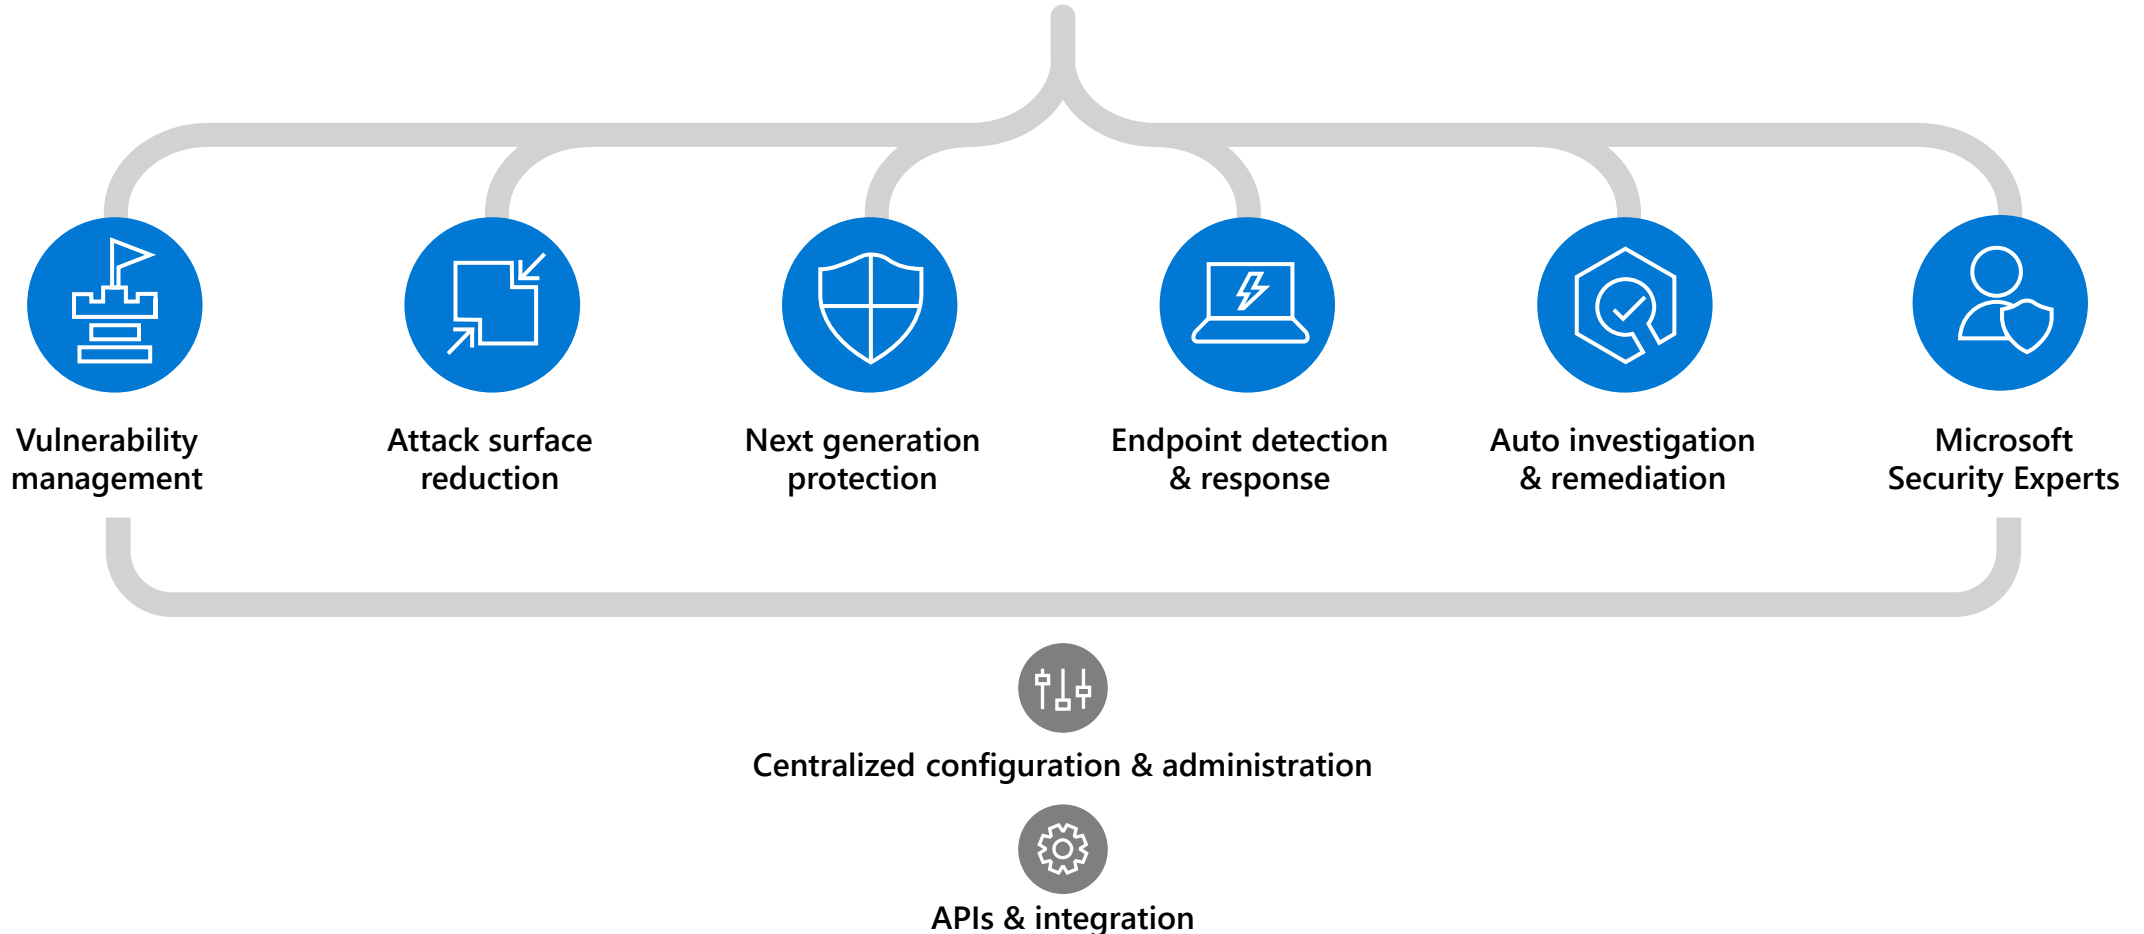 Vulnerability
management
Attack surface
reduction
Next generation
protection
Endpoint detection
& response
Auto investigation
& remediation
Microsoft
Security Experts
Centralized configuration & administration
APIs & integration